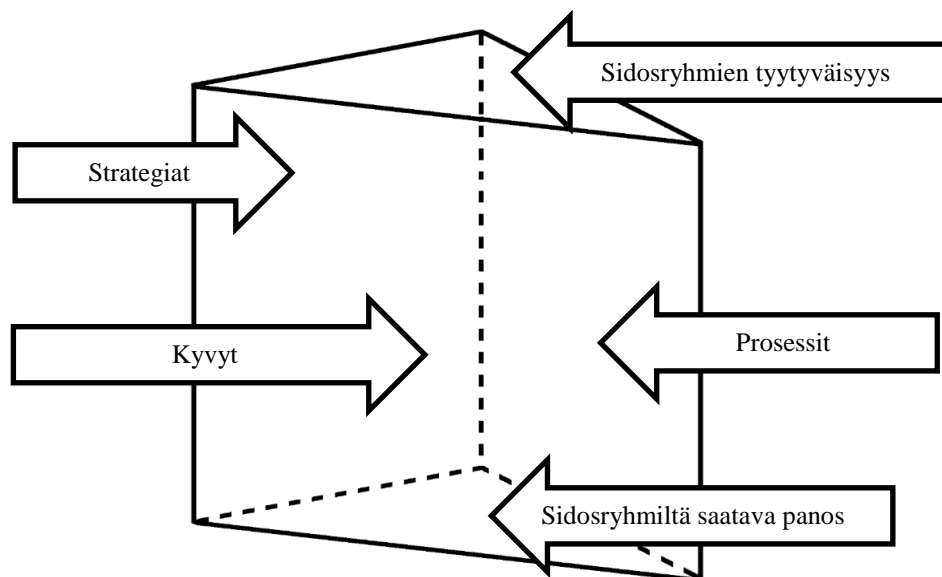 Sidosryhmien tyytyväisyys
Strategiat
Kyvyt
Prosessit
Sidosryhmiltä saatava panos